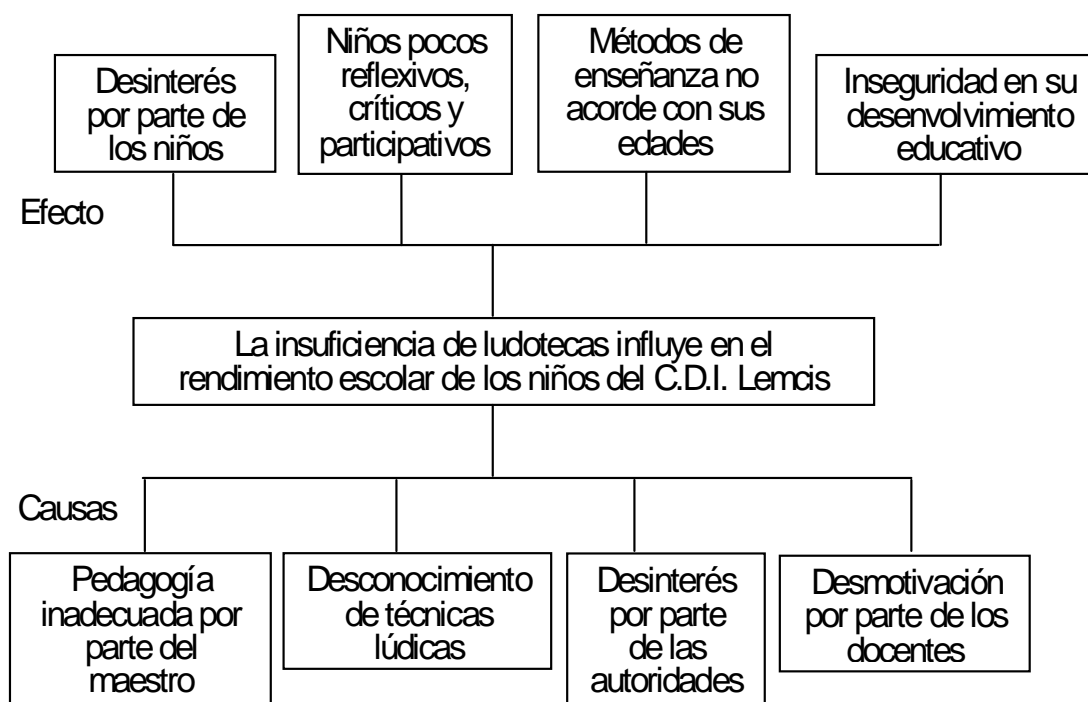 Desinterés
por parte de
los niños
Niños pocos
reflexivos,
críticos y
participativos
Métodos de
enseñanza no
acorde con sus
edades
Inseguridad en su
desenvolvimiento
educativo
Efecto
La insuficiencia de ludotecas influye en el
rendimiento escolar de los niños del C.D.I. Lemcis
Causas
Pedagogía
inadecuada por
parte del
maestro
Desconocimiento
de técnicas
lúdicas
Desinterés
por parte
de las
autoridades
Desmotivación
por parte de los
docentes